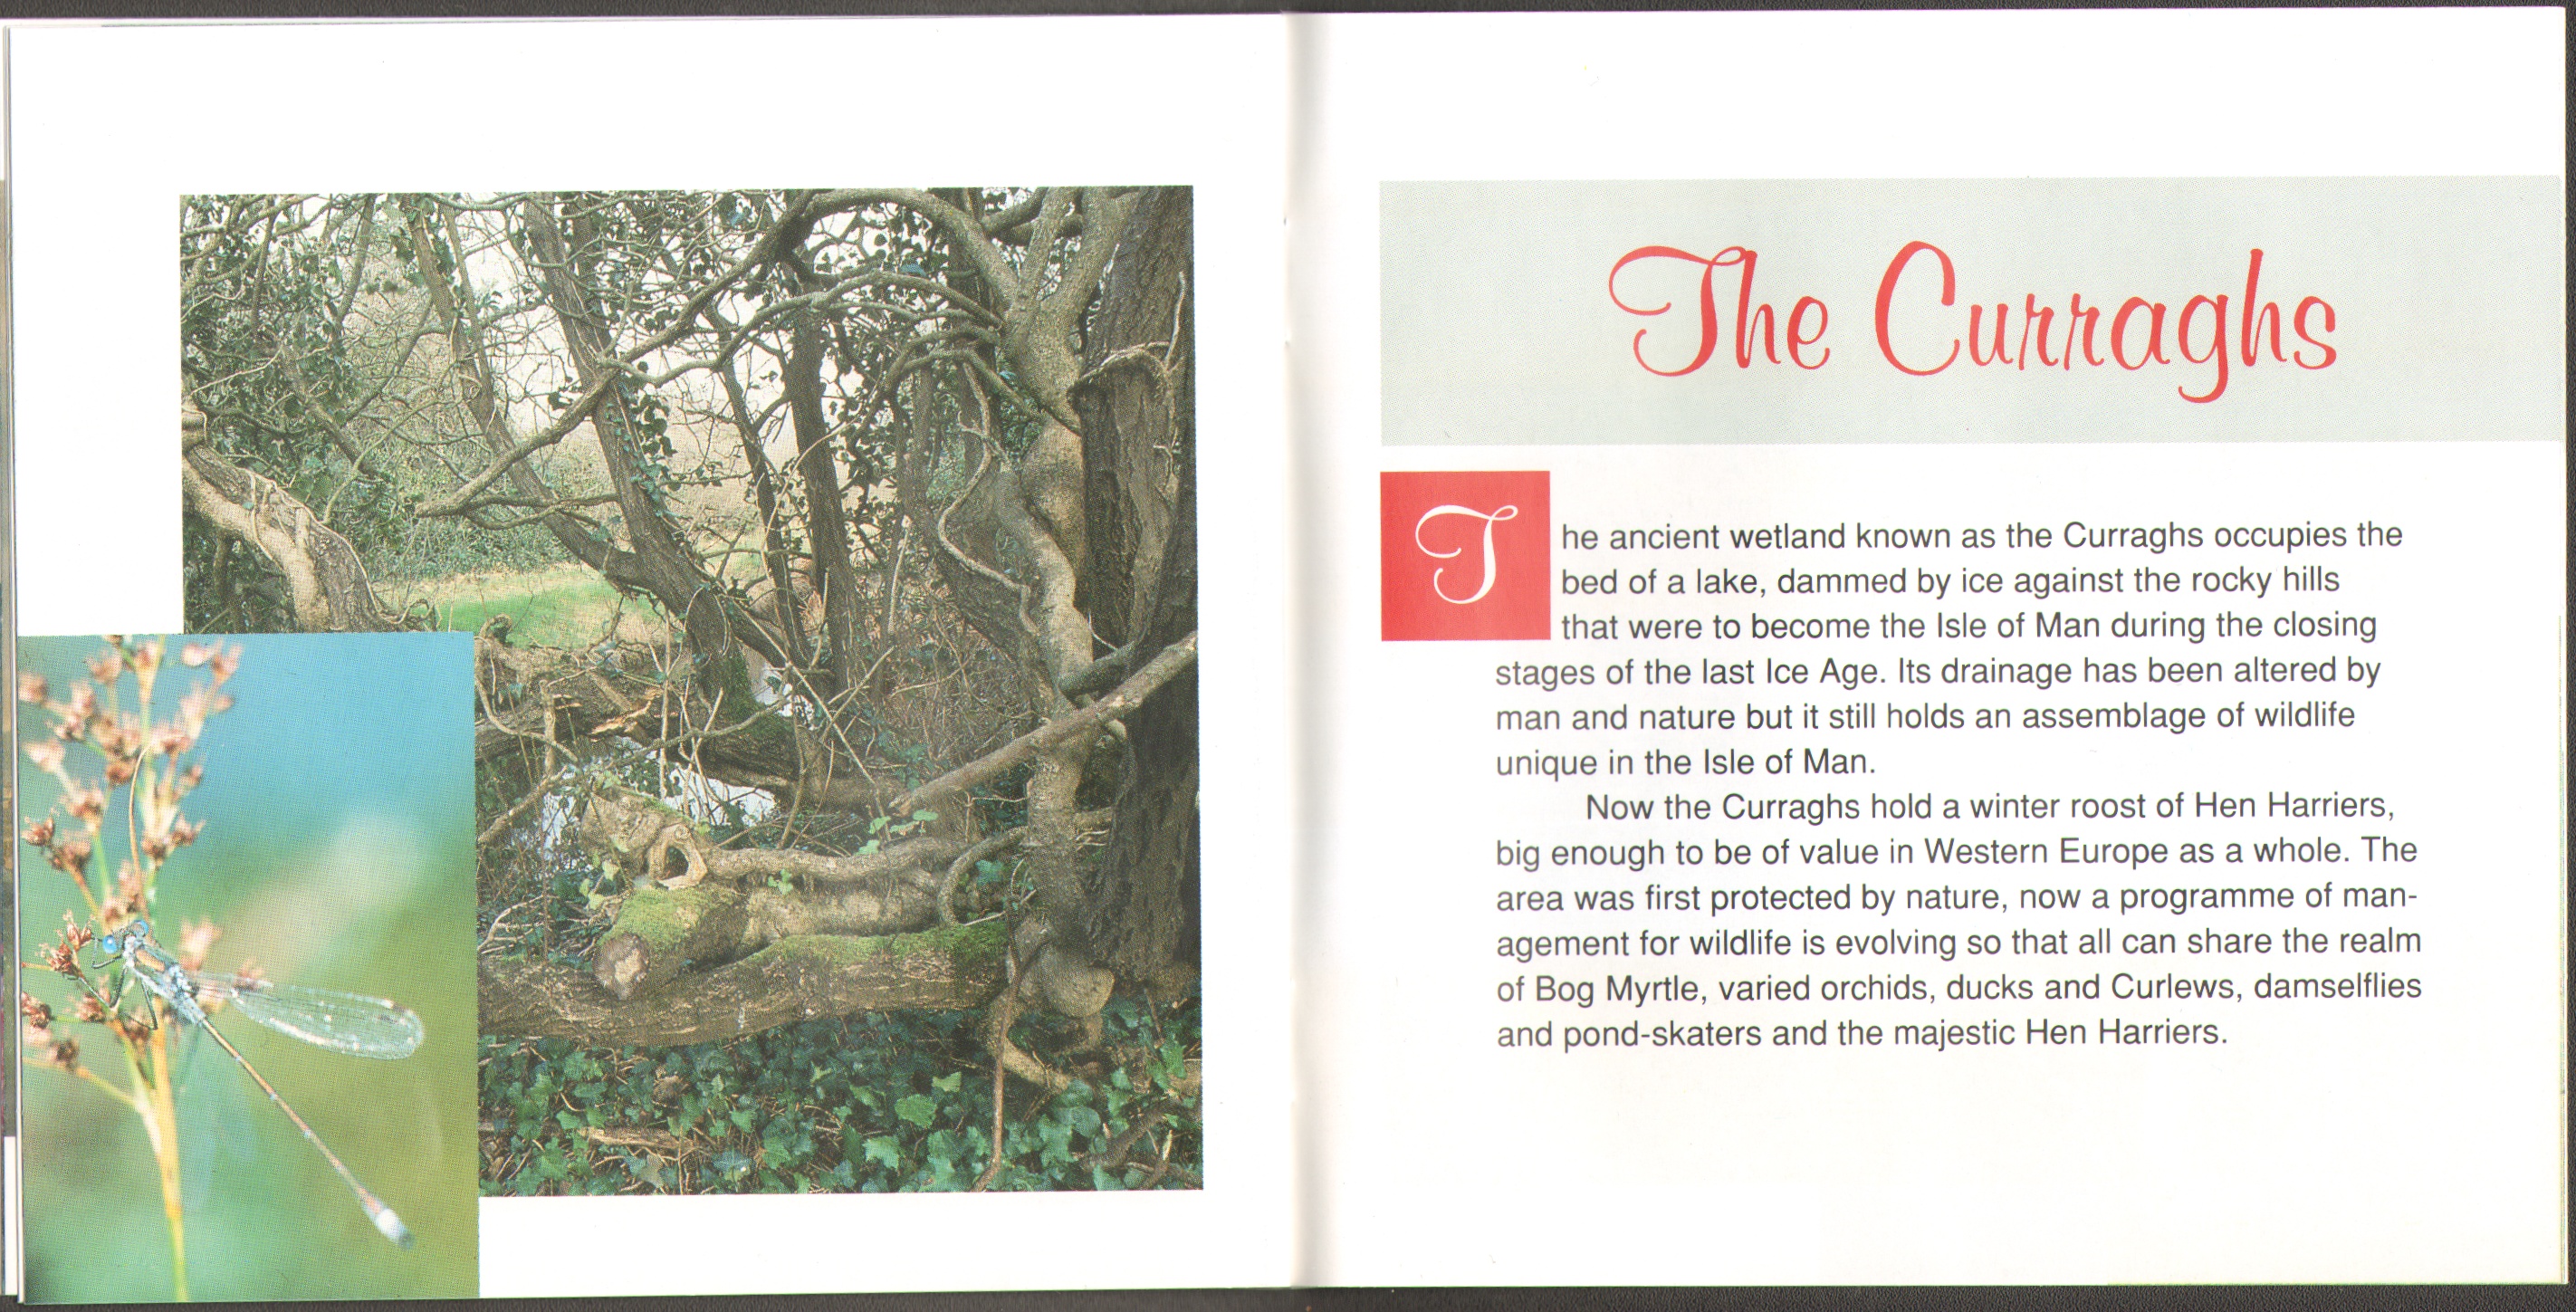 The Curraghs
The ancient wetland known as the Curraghs occupies the
bed of a lake, dammed by ice against the rocky hills
that were to become the Isle of Man during the closing
stages of the last Ice Age. Its drainage has been altered by
man and nature but it still holds an assemblage of wildlife
unique in the Isle of Man.
Now the Curraghs hold a winter roost of Hen Harriers,
big enough to be of value in Western Europe as a whole. The
area was first protected by nature, now a programme of man-
agement for wildlife is evolving so that all can share the realm
of Bog Myrtle, varied orchids, ducks and Curlews, damselflies
and pond-skaters and the majestic Hen Harriers.